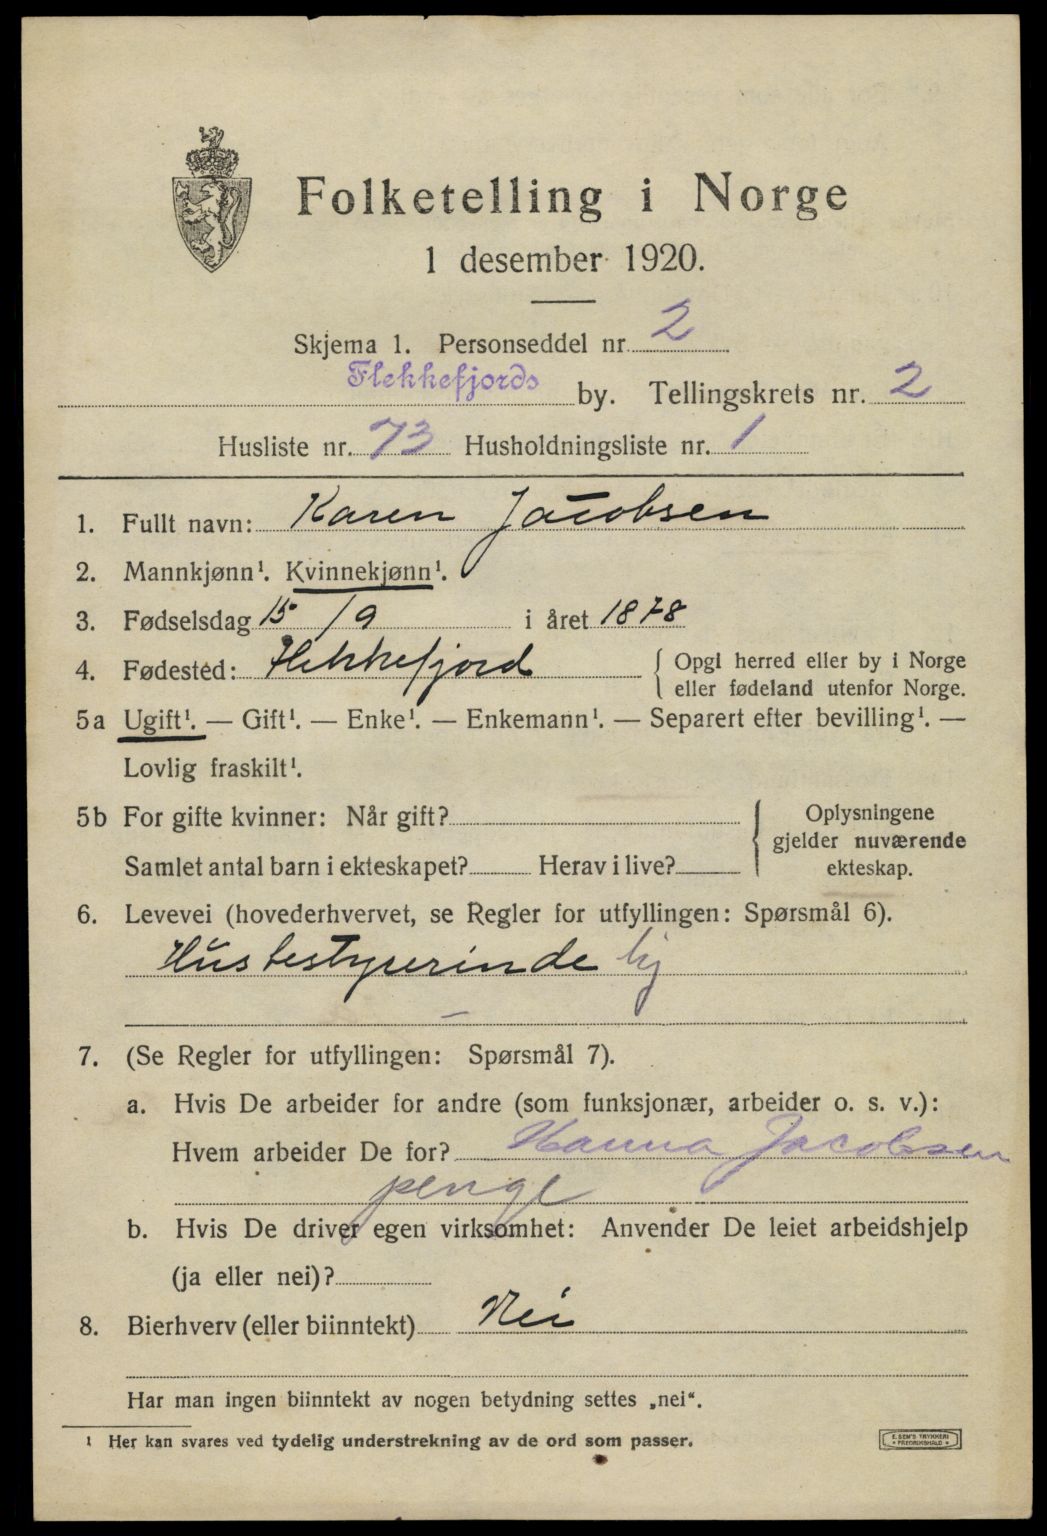 Folketelling i Norge
1 desember 1920.
Skjema 1. Personseddel nr. 2
Flekkefjords by. Tellingskrets nr. 2
Husliste nr. 73 Husholdningsliste nr. 1
1. Fullt navn: Karen Jacobsen
2. Mannkjønn¹. Kvinnekjønn¹.
3. Fødselsdag 15/9 i året 1878
4. Fødested: Flekkefjord { Opgi herred eller by i Norge
eller fødeland utenfor Norge.
5a Ugift¹. — Gift¹. — Enke¹. — Enkemann¹. — Separert efter bevilling¹. —
Lovlig fraskilt¹.
5b For gifte kvinner: Når gift? { Oplysningene
gjelder nuværende
Samlet antal barn i ekteskapet? Herav i live? ekteskap.
6. Levevei (hovederhvervet, se Regler for utfyllingen: Spørsmål 6).
Husbestyrerinde
7. (Se Regler for utfyllingen: Spørsmål 7).
a. Hvis De arbeider for andre (som funksjonær, arbeider o. s. v.):
Hvem arbeider De for? Hanna Jacobsen
penge
b. Hvis De driver egen virksomhet: Anvender De leiet arbeidshjelp
(ja eller nei)?
8. Bierhverv (eller biinntekt) Nei
Har man ingen biinntekt av nogen betydning settes „nei“.
¹ Her kan svares ved tydelig understrekning av de ord som passer.
E. SEM'S TRYKKERI
• FREDRIKSHALD •